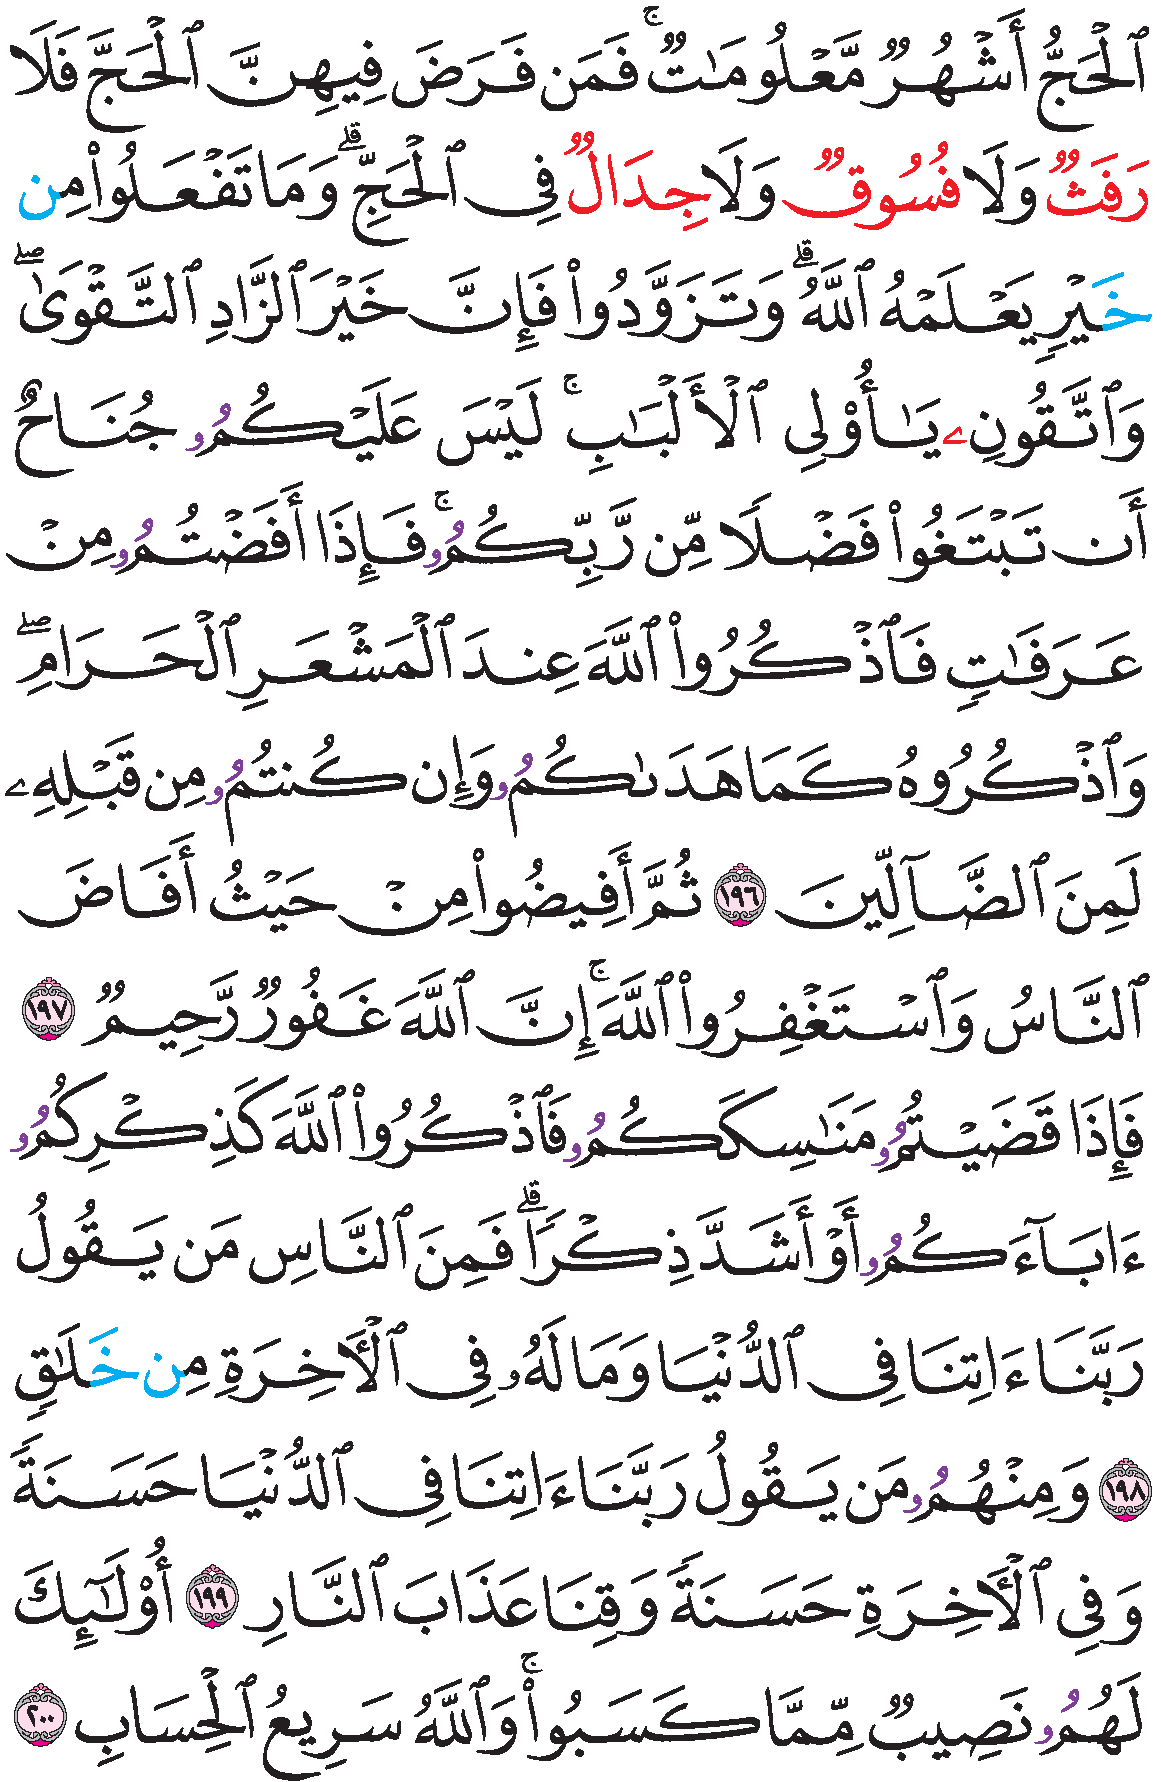 ٱلۡحَجُّ أَشۡهُرٞ مَّعۡلُومَٰتٞۚ فَمَن فَرَضَ فِيهِنَّ ٱلۡحَجَّ فَلَا
رَفَثٞ وَلَا فُسُوقٞ وَلَا جِدَالٞ فِي ٱلۡحَجِّۗ وَمَا تَفۡعَلُواْ مِن
خَيۡرٖ يَعۡلَمۡهُ ٱللَّهُۗ وَتَزَوَّدُواْ فَإِنَّ خَيۡرَ ٱلزَّادِ ٱلتَّقۡوَىٰۖ
وَٱتَّقُونِۦ يَٰٓأُوْلِي ٱلۡأَلۡبَٰبِۚ لَيۡسَ عَلَيۡكُمُۥ جُنَاحٌ
أَن تَبۡتَغُواْ فَضۡلٗا مِّن رَّبِّكُمُۥۚ فَإِذَا أَفَضۡتُمُۥ مِنۡ
عَرَفَٰتٖ فَٱذۡكُرُواْ ٱللَّهَ عِندَ ٱلۡمَشۡعَرِ ٱلۡحَرَامِۖ
وَٱذۡكُرُوهُ كَمَا هَدَىٰكُمُۥ وَإِن كُنتُمُۥ مِن قَبۡلِهِۦ
لَمِنَ ٱلضَّآلِّينَ ١٩٦ ثُمَّ أَفِيضُواْ مِنۡ حَيۡثُ أَفَاضَ
ٱلنَّاسُ وَٱسۡتَغۡفِرُواْ ٱللَّهَۚ إِنَّ ٱللَّهَ غَفُورٞ رَّحِيمٞ ١٩٧
فَإِذَا قَضَيۡتُمُۥ مَنَٰسِكَكُمُۥ فَٱذۡكُرُواْ ٱللَّهَ كَذِكۡرِكُمُۥ
ءَابَآءَكُمُۥ أَوۡ أَشَدَّ ذِكۡرٗاۗ فَمِنَ ٱلنَّاسِ مَن يَقُولُ
رَبَّنَا ءَاتِنَا فِي ٱلدُّنۡيَا وَمَا لَهُۥ فِي ٱلۡأٓخِرَةِ مِن خَلَٰقٖ
١٩٨ وَمِنۡهُمُۥ مَن يَقُولُ رَبَّنَا ءَاتِنَا فِي ٱلدُّنۡيَا حَسَنَةٗ
وَفِي ٱلۡأٓخِرَةِ حَسَنَةٗ وَقِنَا عَذَابَ ٱلنَّارِ ١٩٩ أُوْلَٰٓئِكَ
لَهُمُۥ نَصِيبٞ مِّمَّا كَسَبُواْۚ وَٱللَّهُ سَرِيعُ ٱلۡحِسَابِ ٢٠٠